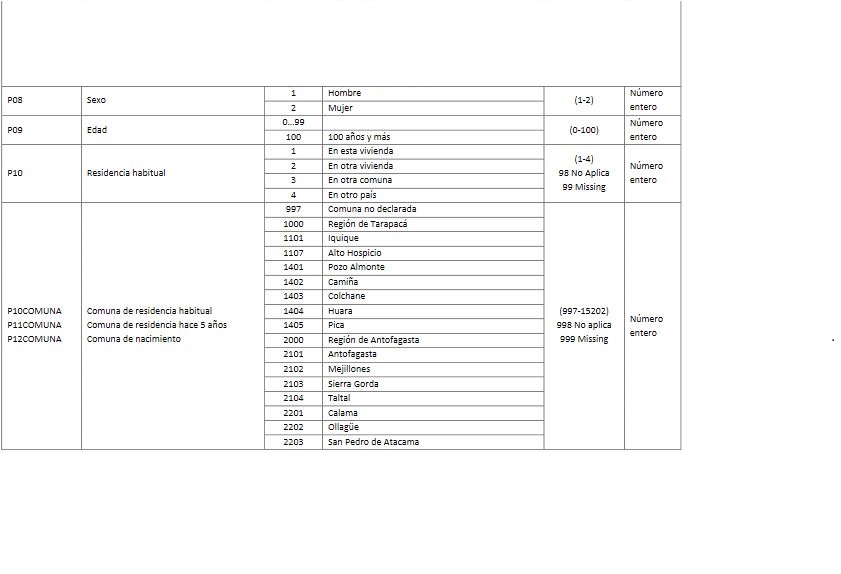 P08 Sexo 1 Hombre (1-2) Número entero
2 Mujer
P09 Edad 0...99 (0-100) Número entero
100 100 años y más
P10 Residencia habitual 1 En esta vivienda (1-4) 98 No Aplica 99 Missing Número entero
2 En otra vivienda
3 En otra comuna
4 En otro país
P10COMUNA P11COMUNA P12COMUNA Comuna de residencia habitual Comuna de residencia hace 5 años Comuna de nacimiento 997 Comuna no declarada (997-15202) 998 No aplica 999 Missing Número entero
1000 Región de Tarapacá
1101 Iquique
1107 Alto Hospicio
1401 Pozo Almonte
1402 Camiña
1403 Colchane
1404 Huara
1405 Pica
2000 Región de Antofagasta
2101 Antofagasta
2102 Mejillones
2103 Sierra Gorda
2104 Taltal
2201 Calama
2202 Ollagüe
2203 San Pedro de Atacama